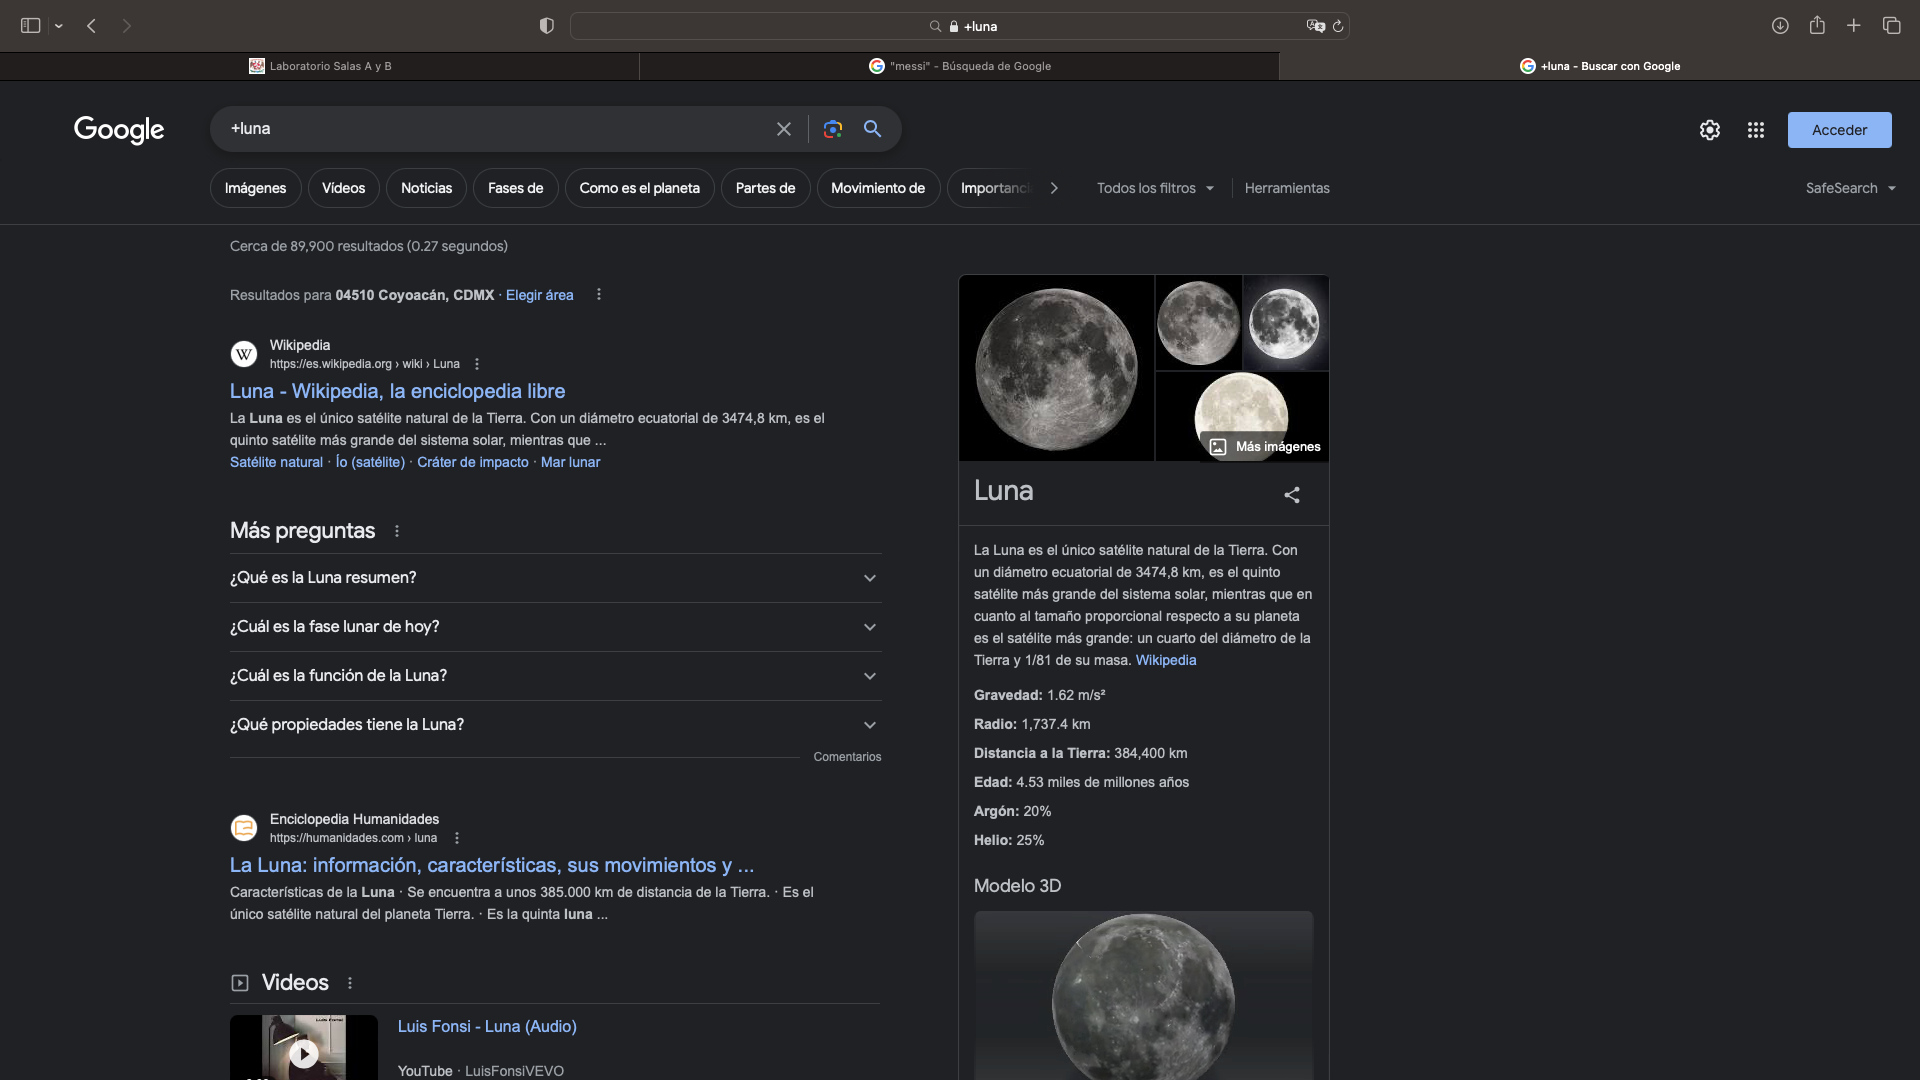 +luna
Laboratorio Salas A y B
"messi" - Búsqueda de Google
+luna - Buscar con Google
Google
+luna
Acceder
Imágenes
Vídeos
Noticias
Fases de
Como es el planeta
Partes de
Movimiento de
Importanci
Todos los filtros
Herramientas
SafeSearch
Cerca de 89,900 resultados (0.27 segundos)
Resultados para 04510 Coyoacán, CDMX · Elegir área
Wikipedia
https://es.wikipedia.org › wiki › Luna
Luna - Wikipedia, la enciclopedia libre
La Luna es el único satélite natural de la Tierra. Con un diámetro ecuatorial de 3474,8 km, es el
quinto satélite más grande del sistema solar, mientras que ...
Satélite natural · Ío (satélite) · Cráter de impacto · Mar lunar
Más preguntas
¿Qué es la Luna resumen?
¿Cuál es la fase lunar de hoy?
¿Cuál es la función de la Luna?
¿Qué propiedades tiene la Luna?
Comentarios
Enciclopedia Humanidades
https://humanidades.com › luna
La Luna: información, características, sus movimientos y ...
Características de la Luna · Se encuentra a unos 385.000 km de distancia de la Tierra. · Es el
único satélite natural del planeta Tierra. · Es la quinta luna ...
Videos
Luis Fonsi - Luna (Audio)
YouTube · LuisFonsiVEVO
Más imágenes
Luna
La Luna es el único satélite natural de la Tierra. Con
un diámetro ecuatorial de 3474,8 km, es el quinto
satélite más grande del sistema solar, mientras que en
cuanto al tamaño proporcional respecto a su planeta
es el satélite más grande: un cuarto del diámetro de la
Tierra y 1/81 de su masa. Wikipedia
Gravedad: 1.62 m/s²
Radio: 1,737.4 km
Distancia a la Tierra: 384,400 km
Edad: 4.53 miles de millones años
Argón: 20%
Helio: 25%
Modelo 3D